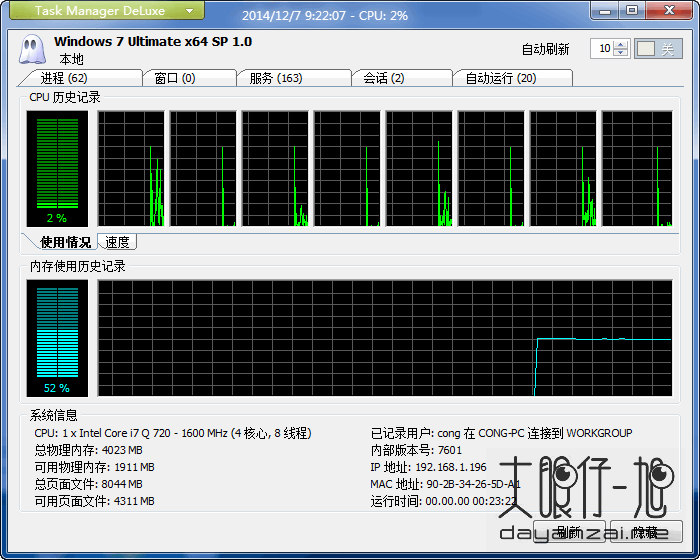 Task Manager DeLuxe
2014/12/7 9:22:07 - CPU: 2%
Windows 7 Ultimate x64 SP 1.0
本地
自动刷新
10
关
进程 (62)
窗口 (0)
服务 (163)
会话 (2)
自动运行 (20)
CPU 历史记录
2 %
使用情况
速度
内存使用历史记录
52 %
系统信息
CPU: 1 x Intel Core i7 Q 720 - 1600 MHz (4 核心, 8 线程)
总物理内存: 4023 MB
可用物理内存: 1911 MB
总页面文件: 8044 MB
可用页面文件: 4311 MB
已记录用户: cong 在 CONG-PC 连接到 WORKGROUP
内部版本号: 7601
IP 地址: 192.168.1.196
MAC 地址: 90-2B-34-26-5D-A1
运行时间: 00.00.00 00:23:22
大眼仔~旭
dayanzai.me
刷新
隐藏